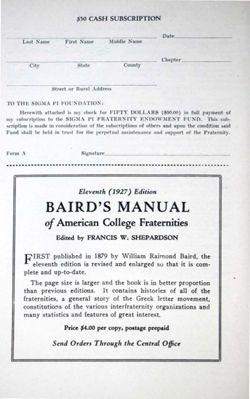 $50 CASH SUBSCRIPTION
Date
Last Name First Name Middle Name
Chapter
City State County
Street or Rural Address
TO THE SIGMA PI FOUNDATION:
Herewith attached is my check for FIFTY DOLLARS ($50.00) in full payment of
my subscription to the SIGMA PI FRATERNITY ENDOWMENT FUND. This sub-
scription is made in consideration of the subscriptions of others and upon the condition said
Fund shall be held in trust for the perpetual maintenance and support of the Fraternity.
Form A Signature
Eleventh (1927) Edition
BAIRD'S MANUAL
of American College Fraternities
Edited by FRANCIS W. SHEPARDSON
FIRST published in 1879 by William Raimond Baird, the
eleventh edition is revised and enlarged so that it is com-
plete and up-to-date.
The page size is larger and the book is in better proportion
than previous editions. It contains histories of all of the
fraternities, a general story of the Greek letter movement,
constitutions of the various interfraternity organizations and
many statistics and features of great interest.
Price $4.00 per copy, postage prepaid
Send Orders Through the Central Office